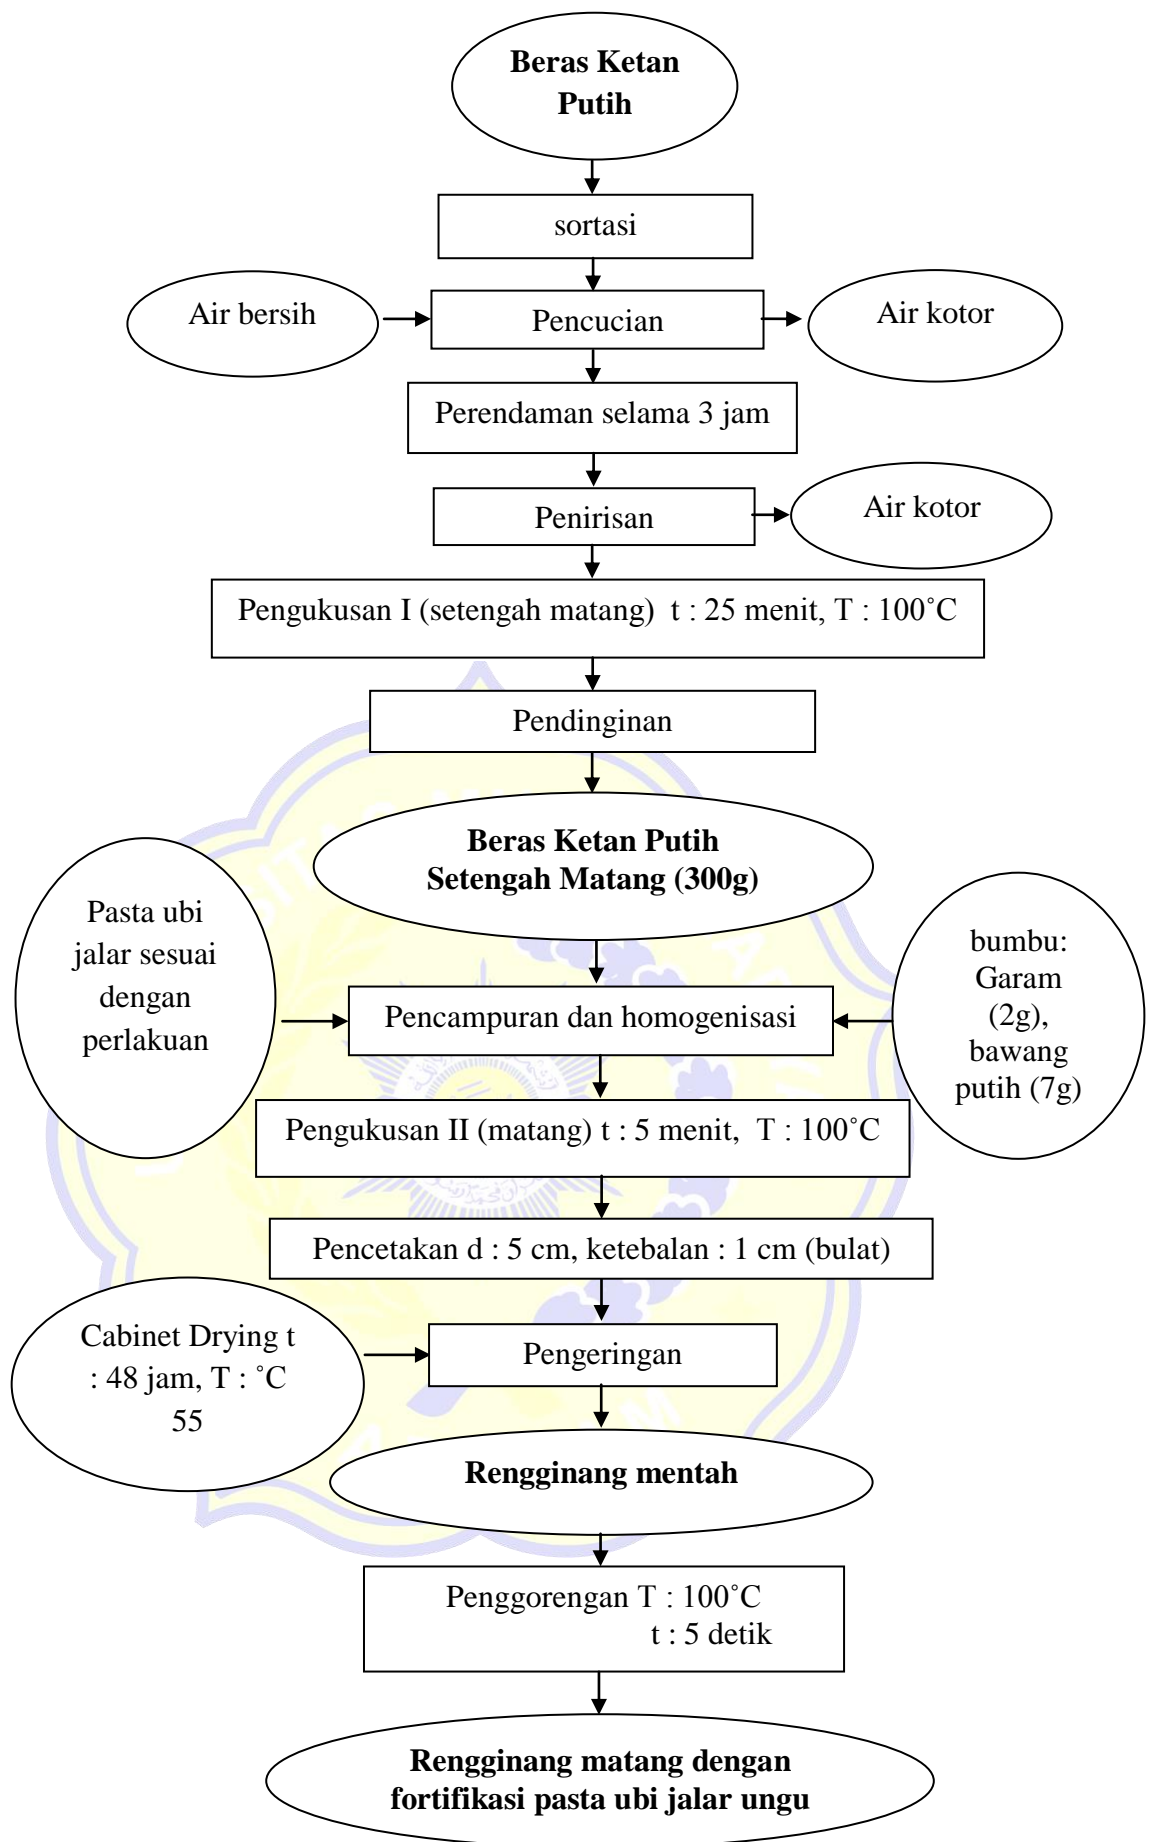 Beras Ketan
Putih
sortasi
Air bersih
Pencucian
Air kotor
Perendaman selama 3 jam
Penirisan
Air kotor
Pengukusan I (setengah matang) t : 25 menit, T : 100˚C
Pendinginan
Beras Ketan Putih
Setengah Matang (300g)
Pasta ubi
jalar sesuai
dengan
perlakuan
Pencampuran dan homogenisasi
bumbu:
Garam
(2g),
bawang
putih (7g)
Pengukusan II (matang) t : 5 menit, T : 100˚C
Pencetakan d : 5 cm, ketebalan : 1 cm (bulat)
Cabinet Drying t
: 48 jam, T : ˚C
55
Pengeringan
Rengginang mentah
Penggorengan T : 100˚C
t : 5 detik
Rengginang matang dengan
fortifikasi pasta ubi jalar ungu